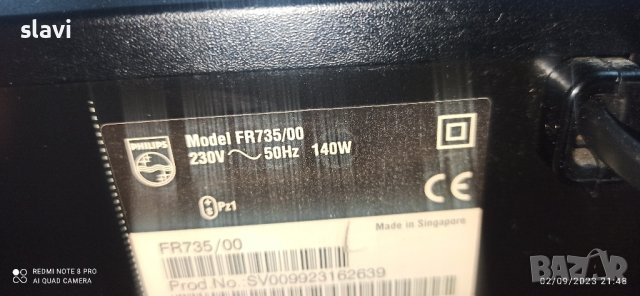 slavi
PHILIPS
Model FR735/00
230V ~ 50Hz 140W
Pz1
CE
Made in Singapore
FR735/00
Prod.No.:SV009923162639
REDMI NOTE 8 PRO
AI QUAD CAMERA
BAZAR
02/09/2023 21:48